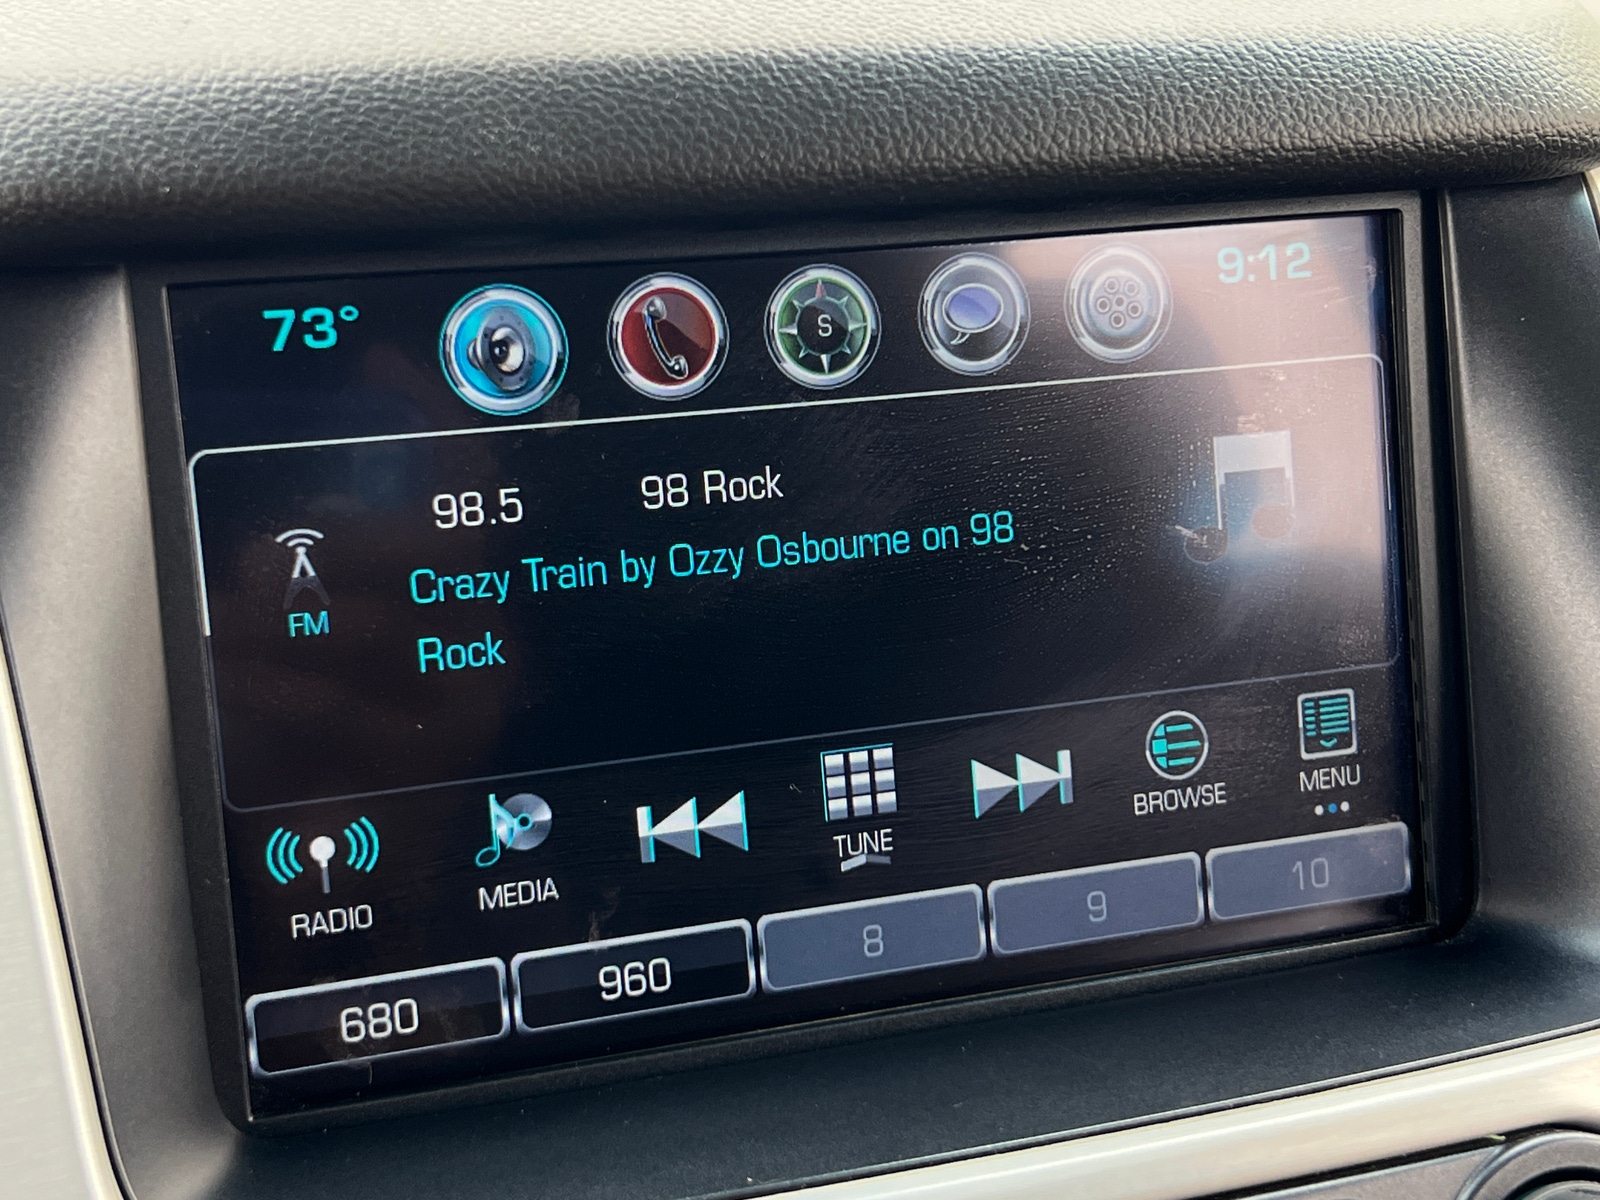 73°
S
9:12
98.5 98 Rock
Crazy Train by Ozzy Osbourne on 98
Rock
FM
RADIO
MEDIA
TUNE
BROWSE
MENU
680
960
8
9
10